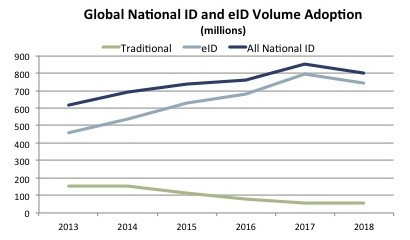 Global National ID and eID Volume Adoption
(millions)
Traditional eID All National ID
900
800
700
600
500
400
300
200
100
0
2013 2014 2015 2016 2017 2018